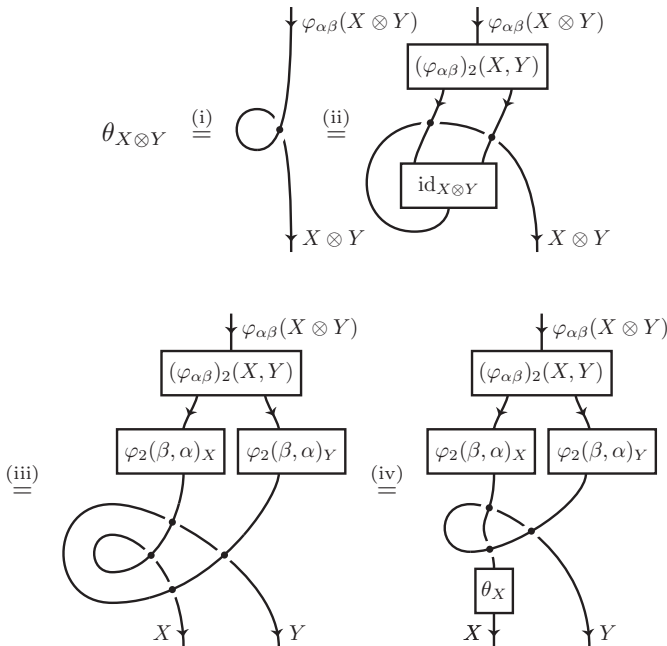 φ_{αβ}(X ⊗ Y) φ_{αβ}(X ⊗ Y)
(φ_{αβ})_2(X, Y)
θ_{X⊗Y} (i) = (ii) =
id_{X⊗Y}
X ⊗ Y X ⊗ Y
φ_{αβ}(X ⊗ Y) φ_{αβ}(X ⊗ Y)
(φ_{αβ})_2(X, Y) (φ_{αβ})_2(X, Y)
(iii) = φ_2(β, α)_X φ_2(β, α)_Y (iv) = φ_2(β, α)_X φ_2(β, α)_Y
θ_X
X Y X Y